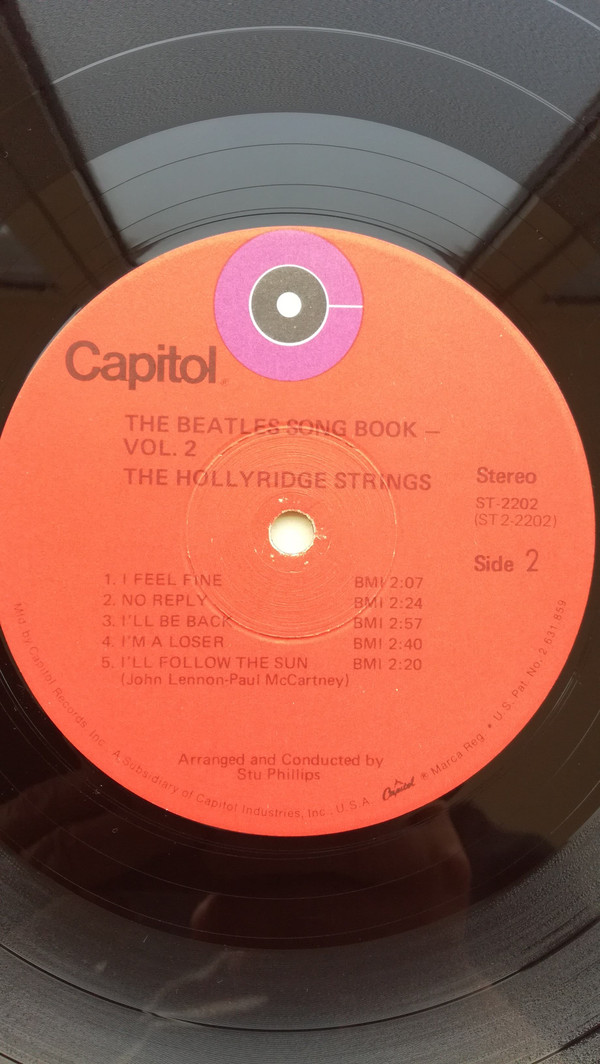 Capitol
THE BEATLES SONG BOOK —
VOL. 2
THE HOLLYRIDGE STRINGS
Stereo
ST-2202
(ST2-2202)
Side 2
1. I FEEL FINE BMI 2:07
2. NO REPLY BMI 2:24
3. I'LL BE BACK BMI 2:57
4. I'M A LOSER BMI 2:40
5. I'LL FOLLOW THE SUN BMI 2:20
(John Lennon-Paul McCartney)
Arranged and Conducted by
Stu Phillips
Mfd. by Capitol Records, Inc. A Subsidiary of Capitol Industries, Inc., U.S.A. Capitol ® Marca Reg. • U.S. Pat. No. 2,631,859